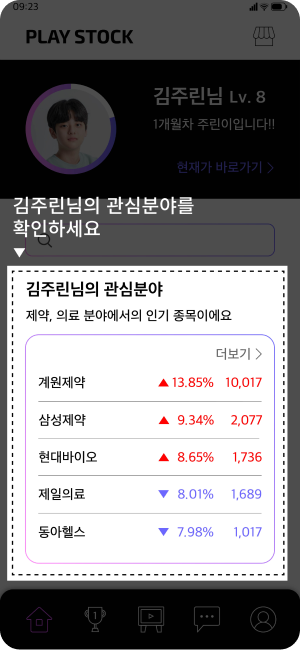 09:23
PLAY STOCK
김주린님 Lv. 8
1개월차 주린이입니다!!
현재가 바로가기 >
김주린님의 관심분야를
확인하세요
▼
김주린님의 관심분야
제약, 의료 분야에서의 인기 종목이에요
더보기 >
계원제약 ▲ 13.85% 10,017
삼성제약 ▲ 9.34% 2,077
현대바이오 ▲ 8.65% 1,736
제일의료 ▼ 8.01% 1,689
동아헬스 ▼ 7.98% 1,017
1